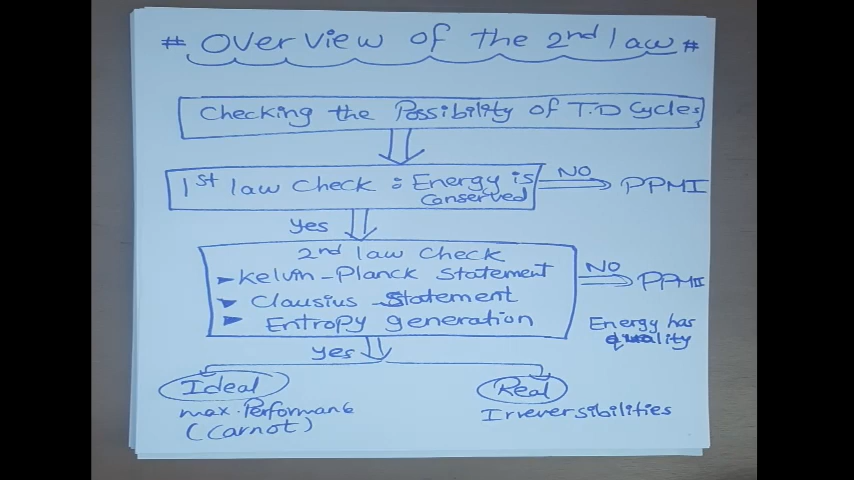 # Overview of the 2nd law #
Checking the Possibility of T.D Cycles
1st law check : Energy is conserved
NO
PPMI
Yes
2nd law check
Kelvin-Planck Statement
Clausius Statement
Entropy generation
NO
PPMII
Energy has
quality
Yes
Ideal
max. Performance
(Carnot)
Real
Irreversibilities